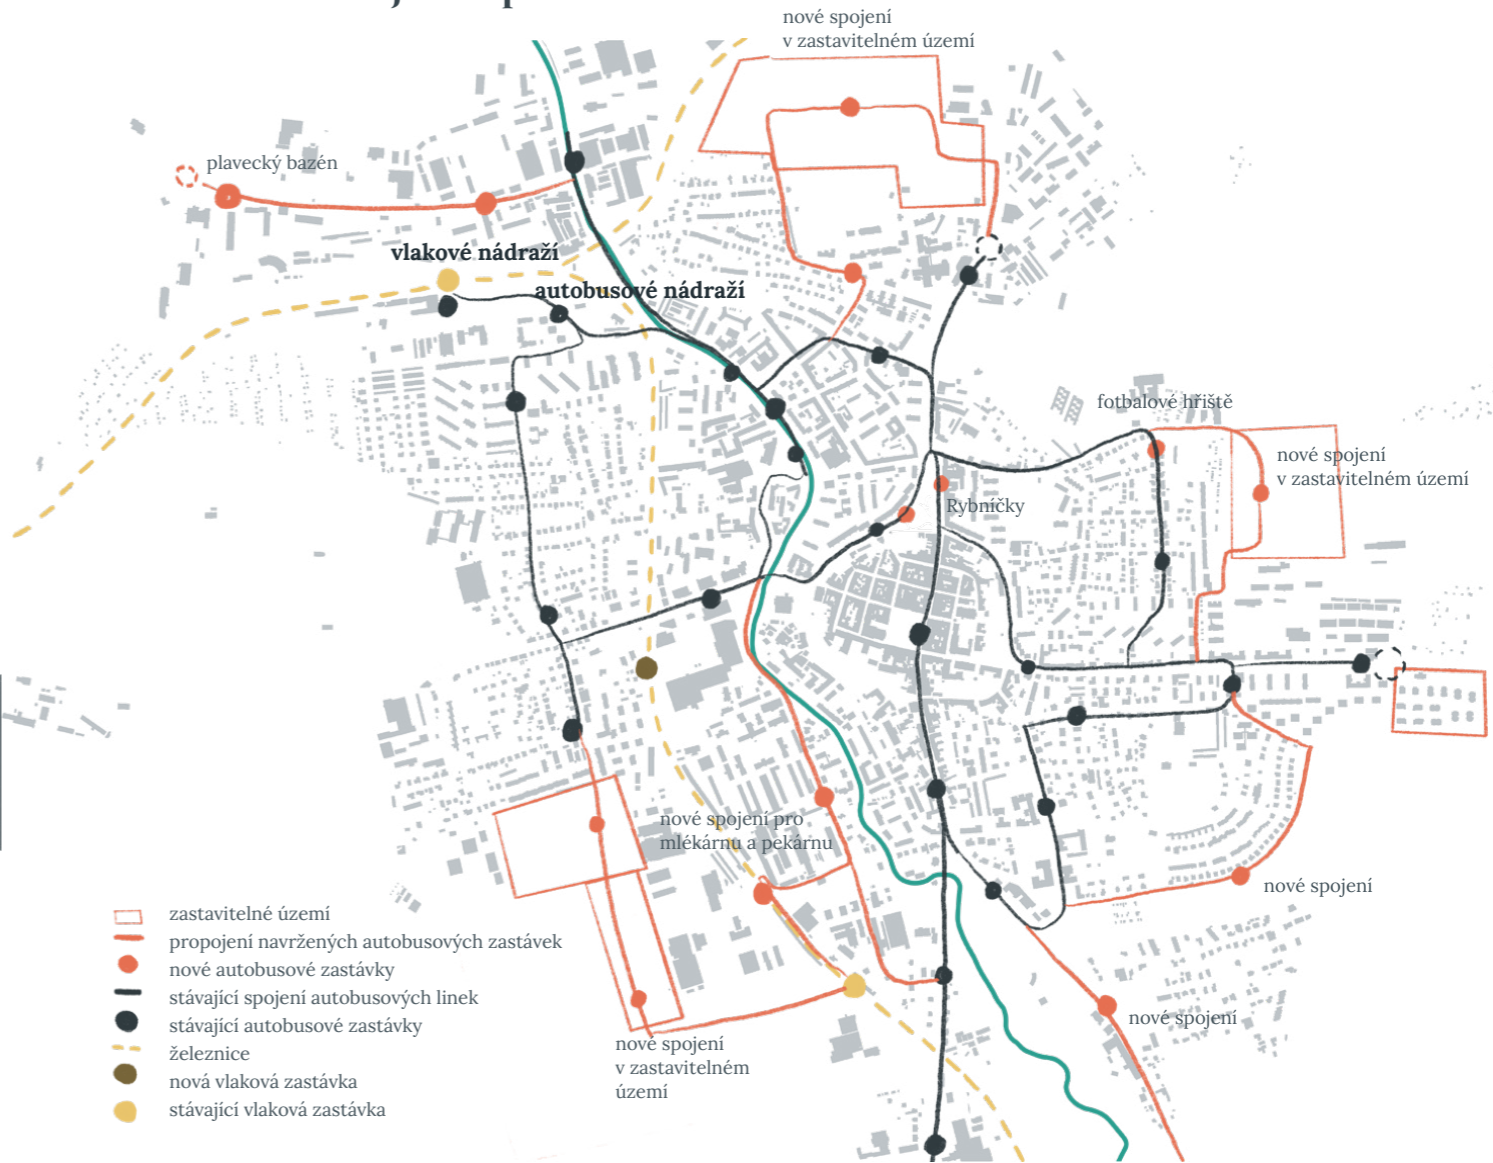 nové spojení
v zastavitelném území
plavecký bazén
vlakové nádraží
autobusové nádraží
fotbalové hřiště
nové spojení
v zastavitelném území
Rybníčky
nové spojení pro
mlékárnu a pekárnu
nové spojení
nové spojení
nové spojení
v zastavitelném
území
zastavitelné území
propojení navržených autobusových zastávek
nové autobusové zastávky
stávající spojení autobusových linek
stávající autobusové zastávky
železnice
nová vlaková zastávka
stávající vlaková zastávka